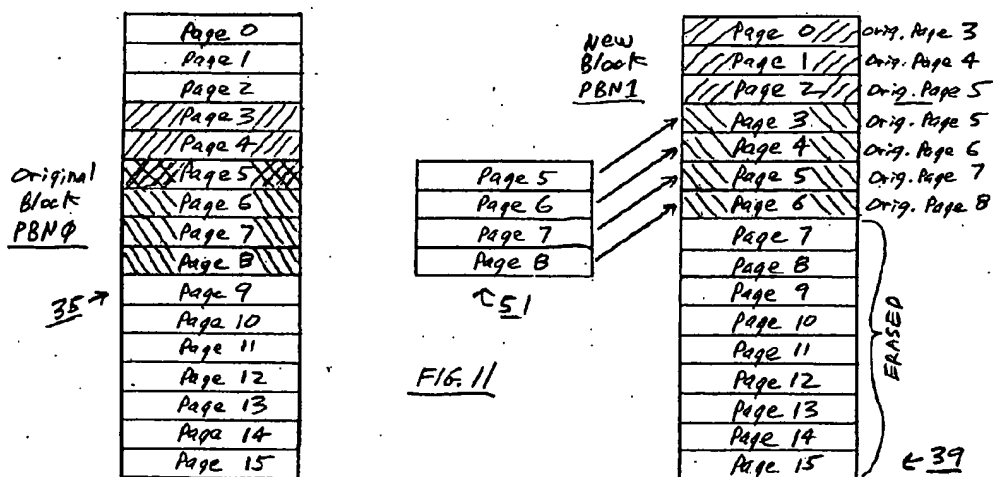 Page 0
Page 1
Page 2
Page 3
Page 4
Page 5
Page 6
Page 7
Page 8
Page 9
Page 10
Page 11
Page 12
Page 13
Page 14
Page 15
Original
Block
PBNØ
35
Page 5
Page 6
Page 7
Page 8
51
FIG. 11
New
Block
PBN1
Page 0 Orig. Page 3
Page 1 Orig. Page 4
Page 2 Orig. Page 5
Page 3 Orig. Page 5
Page 4 Orig. Page 6
Page 5 Orig. Page 7
Page 6 Orig. Page 8
Page 7
Page 8
Page 9
Page 10
Page 11
Page 12
Page 13
Page 14
Page 15
ERASED
39